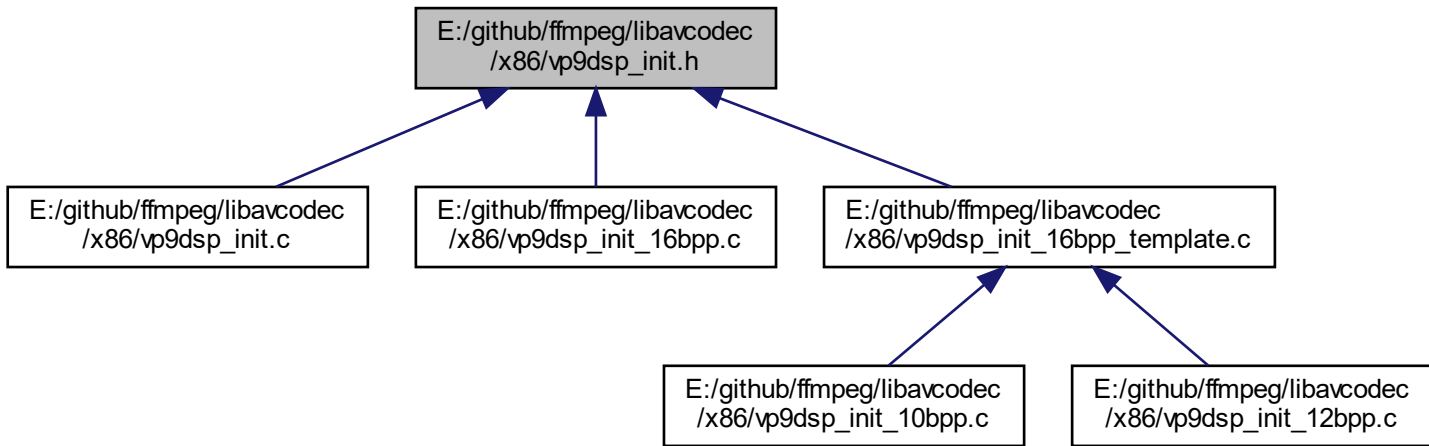 E:/github/ffmpeg/libavcodec
/x86/vp9dsp_init.h
E:/github/ffmpeg/libavcodec
/x86/vp9dsp_init.c
E:/github/ffmpeg/libavcodec
/x86/vp9dsp_init_16bpp.c
E:/github/ffmpeg/libavcodec
/x86/vp9dsp_init_16bpp_template.c
E:/github/ffmpeg/libavcodec
/x86/vp9dsp_init_10bpp.c
E:/github/ffmpeg/libavcodec
/x86/vp9dsp_init_12bpp.c